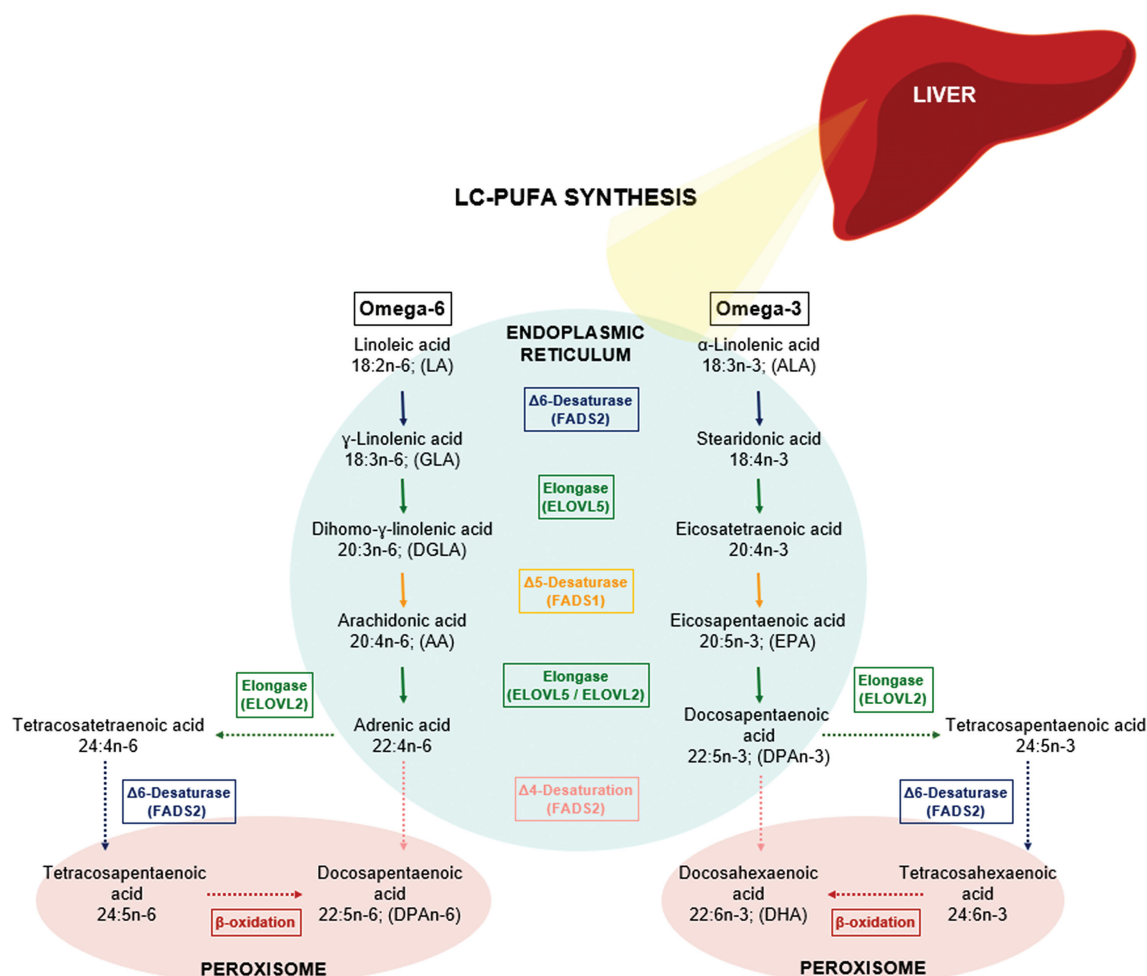 LIVER
LC-PUFA SYNTHESIS
Omega-6
Omega-3
ENDOPLASMIC
RETICULUM
Linoleic acid
18:2n-6; (LA)
α-Linolenic acid
18:3n-3; (ALA)
Δ6-Desaturase
(FADS2)
γ-Linolenic acid
18:3n-6; (GLA)
Stearidonic acid
18:4n-3
Elongase
(ELOVL5)
Dihomo-γ-linolenic acid
20:3n-6; (DGLA)
Eicosatetraenoic acid
20:4n-3
Δ5-Desaturase
(FADS1)
Arachidonic acid
20:4n-6; (AA)
Eicosapentaenoic acid
20:5n-3; (EPA)
Elongase
(ELOVL2)
Elongase
(ELOVL5 / ELOVL2)
Elongase
(ELOVL2)
Tetracosatetraenoic acid
24:4n-6
Adrenic acid
22:4n-6
Docosapentaenoic
acid
22:5n-3; (DPAn-3)
Tetracosapentaenoic acid
24:5n-3
Δ6-Desaturase
(FADS2)
Δ4-Desaturation
(FADS2)
Δ6-Desaturase
(FADS2)
Tetracosapentaenoic
acid
24:5n-6
β-oxidation
Docosapentaenoic
acid
22:5n-6; (DPAn-6)
Docosahexaenoic
acid
22:6n-3; (DHA)
β-oxidation
Tetracosahexaenoic
acid
24:6n-3
PEROXISOME
PEROXISOME